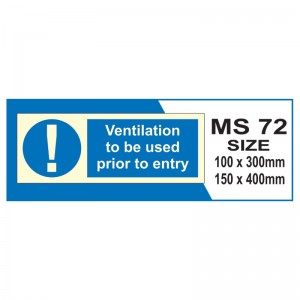 Ventilation
to be used
prior to entry
MS 72
SIZE
100 x 300mm
150 x 400mm